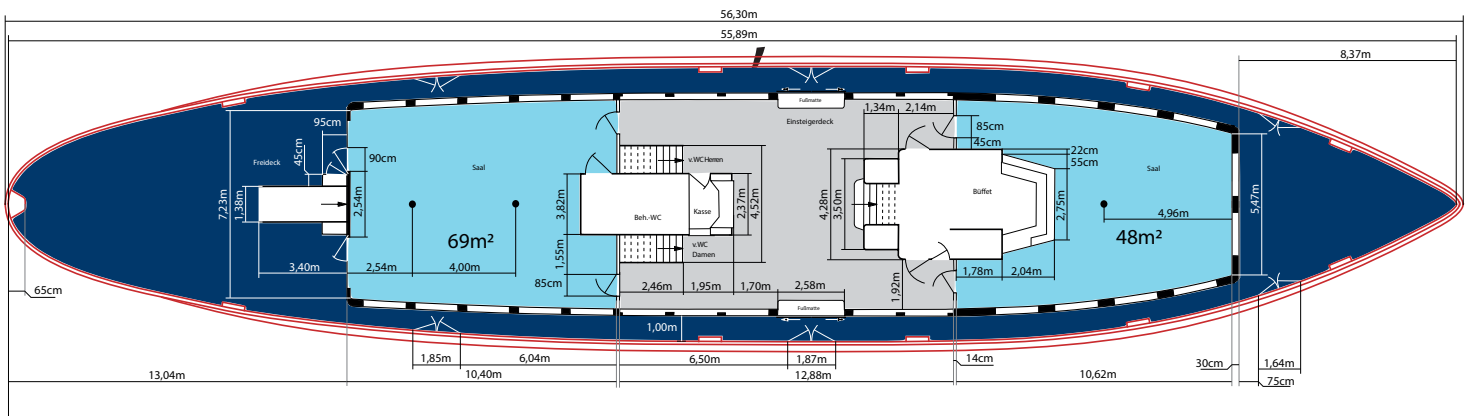 56,30m
55,89m
8,37m
Fußmatte
1,34m
2,14m
95cm
Einsteigerdeck
85cm
45cm
45cm
90cm
Freideck
Saal
v.WC Herren
22cm
55cm
Saal
7,23m
1,38m
2,54m
3,82m
Beh.-WC
Kasse
2,37m
4,52m
4,28m
3,50m
Büffet
2,75m
4,96m
5,47m
69m²
48m²
v.WC
Damen
1,55m
3,40m
2,54m
4,00m
1,78m
2,04m
85cm
2,46m
1,95m
1,70m
2,58m
1,92m
65cm
Fußmatte
1,00m
1,85m
6,04m
6,50m
1,87m
14cm
30cm
1,64m
13,04m
10,40m
12,88m
10,62m
75cm